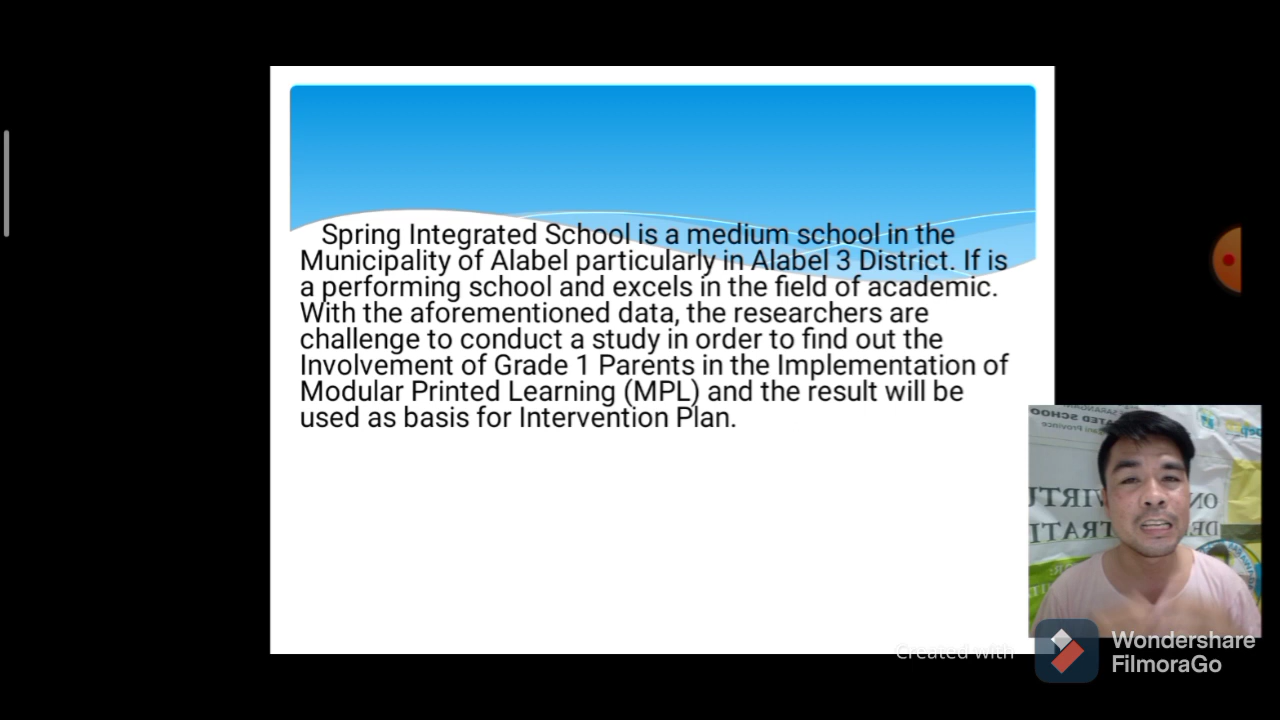 Spring Integrated School is a medium school in the
Municipality of Alabel particularly in Alabel 3 District. If is
a performing school and excels in the field of academic.
With the aforementioned data, the researchers are
challenge to conduct a study in order to find out the
Involvement of Grade 1 Parents in the Implementation of
Modular Printed Learning (MPL) and the result will be
used as basis for Intervention Plan.
Created with
Wondershare
FilmoraGo